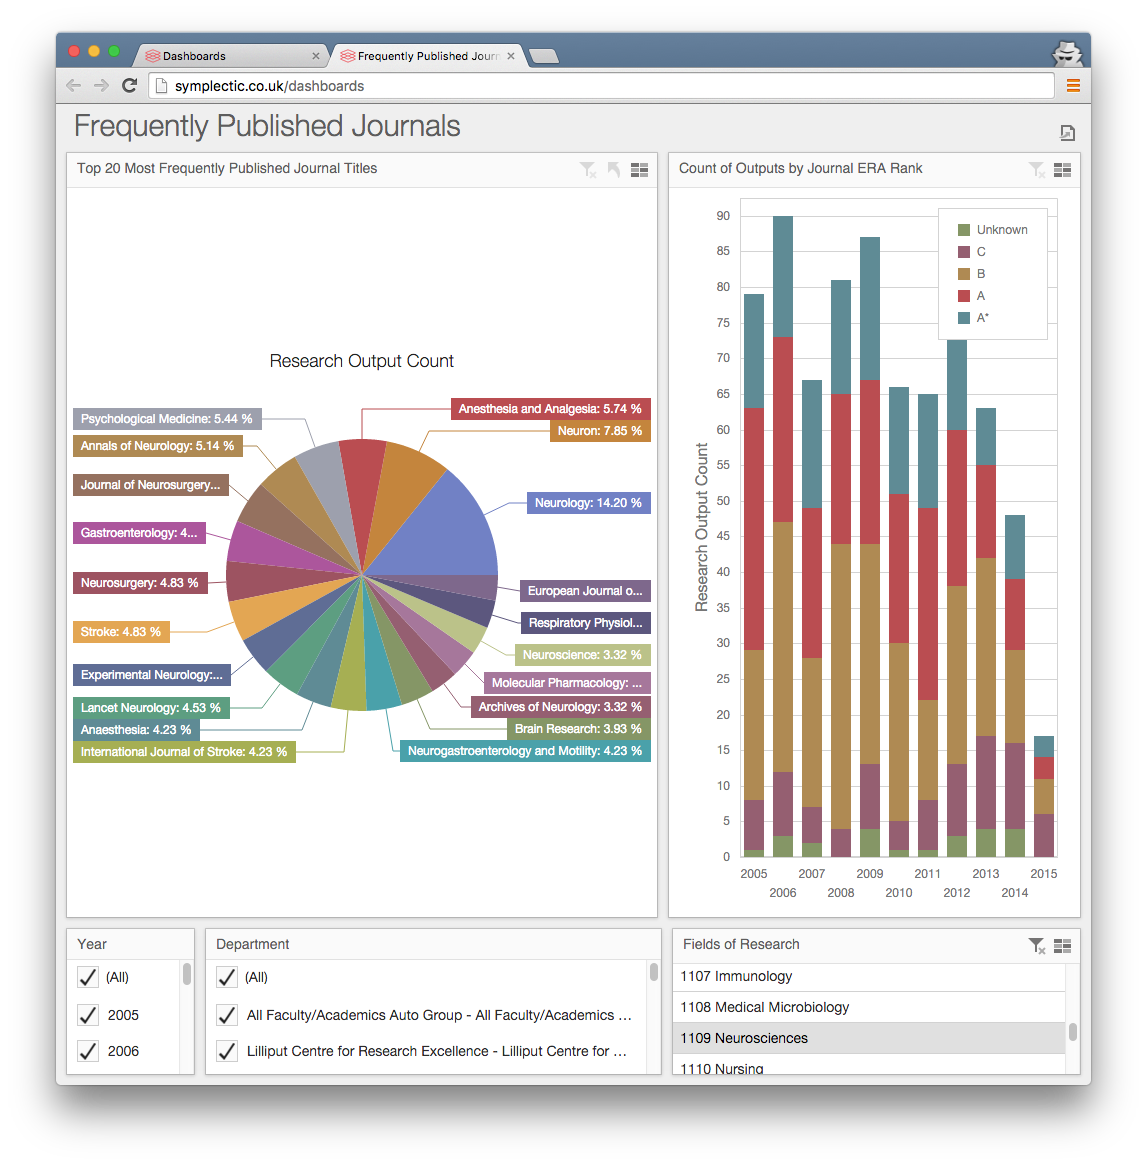 Dashboards
Frequently Published Journ
symplectic.co.uk/dashboards
Frequently Published Journals
Top 20 Most Frequently Published Journal Titles
Research Output Count
Psychological Medicine: 5.44 %
Annals of Neurology: 5.14 %
Journal of Neurosurgery...
Gastroenterology: 4...
Neurosurgery: 4.83 %
Stroke: 4.83 %
Experimental Neurology:...
Lancet Neurology: 4.53 %
Anaesthesia: 4.23 %
International Journal of Stroke: 4.23 %
Anesthesia and Analgesia: 5.74 %
Neuron: 7.85 %
Neurology: 14.20 %
European Journal o...
Respiratory Physiol...
Neuroscience: 3.32 %
Molecular Pharmacology: ...
Archives of Neurology: 3.32 %
Brain Research: 3.93 %
Neurogastroenterology and Motility: 4.23 %
Count of Outputs by Journal ERA Rank
Research Output Count
90
85
80
75
70
65
60
55
50
45
40
35
30
25
20
15
10
5
0
Unknown
C
B
A
A*
2005 2007 2009 2011 2013 2015
2006 2008 2010 2012 2014
Year
(All)
2005
2006
Department
(All)
All Faculty/Academics Auto Group - All Faculty/Academics ...
Lilliput Centre for Research Excellence - Lilliput Centre for ...
Fields of Research
1107 Immunology
1108 Medical Microbiology
1109 Neurosciences
1110 Nursing